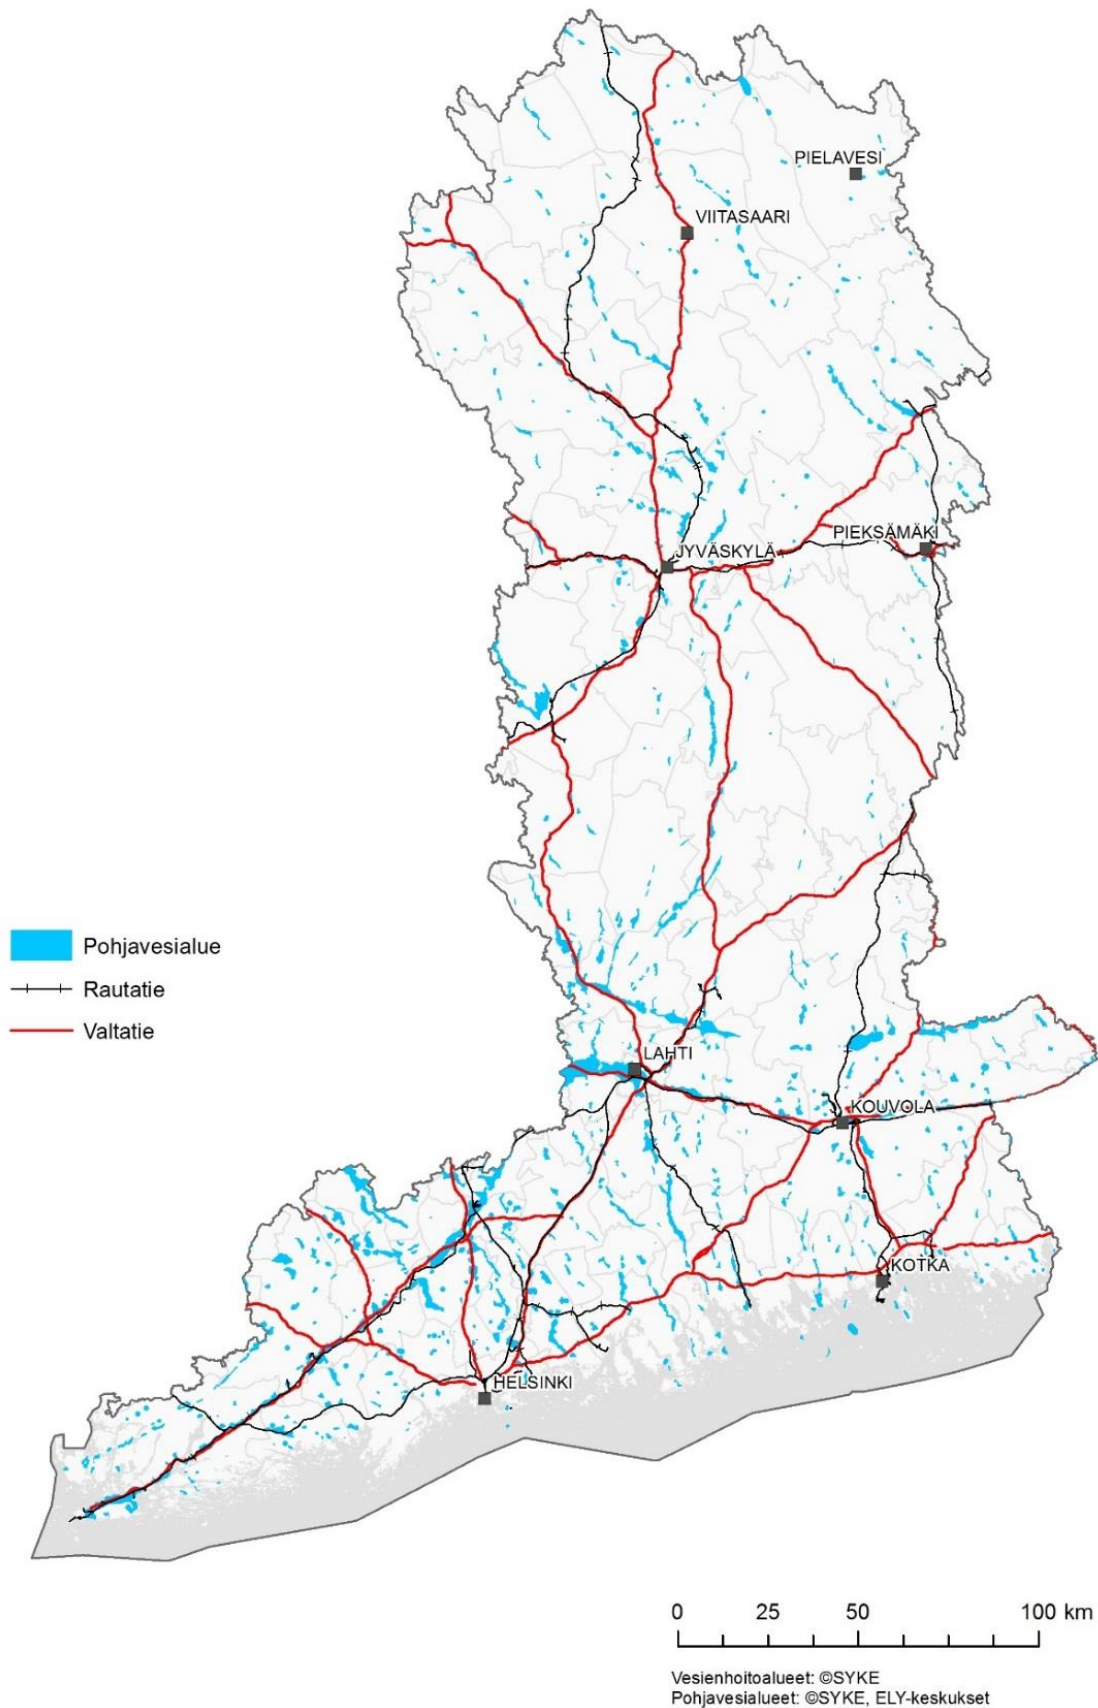 PIELAVESI
VIITASAARI
PIEKSÄMÄKI
JYVÄSKYLÄ
Pohjavesialue
Rautatie
Valtatie
LAHTI
KOUVOLA
KOTKA
HELSINKI
0 25 50 100 km
Vesienhoitoalueet: ©SYKE
Pohjavesialueet: ©SYKE, ELY-keskukset